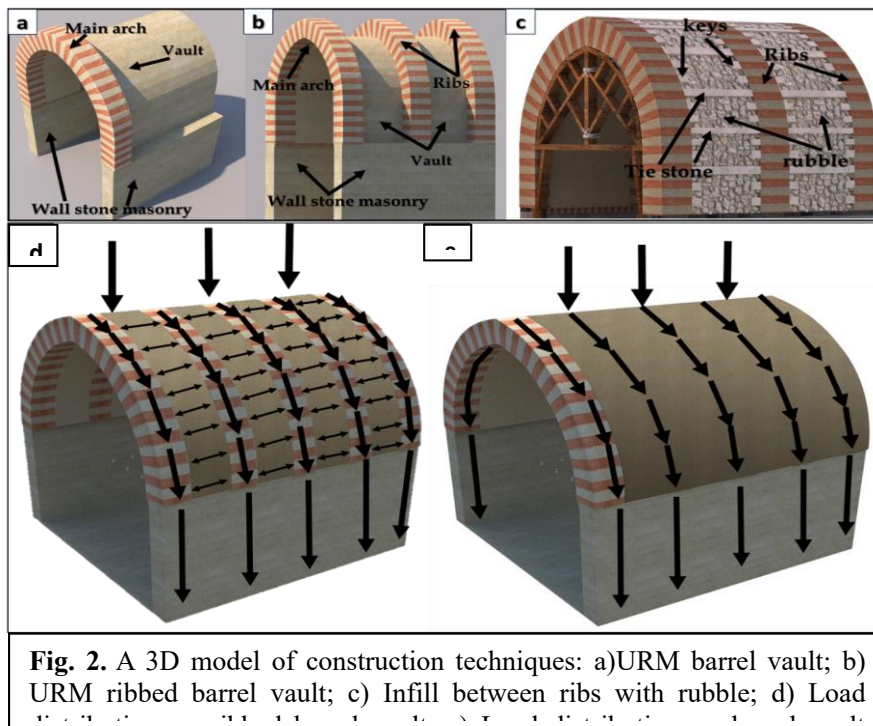 a
Main arch
Vault
Wall stone masonry
b
Main arch
Ribs
Vault
Wall stone masonry
c
keys
Ribs
Tie stone
rubble
d
Fig. 2. A 3D model of construction techniques: a)URM barrel vault; b)
URM ribbed barrel vault; c) Infill between ribs with rubble; d) Load